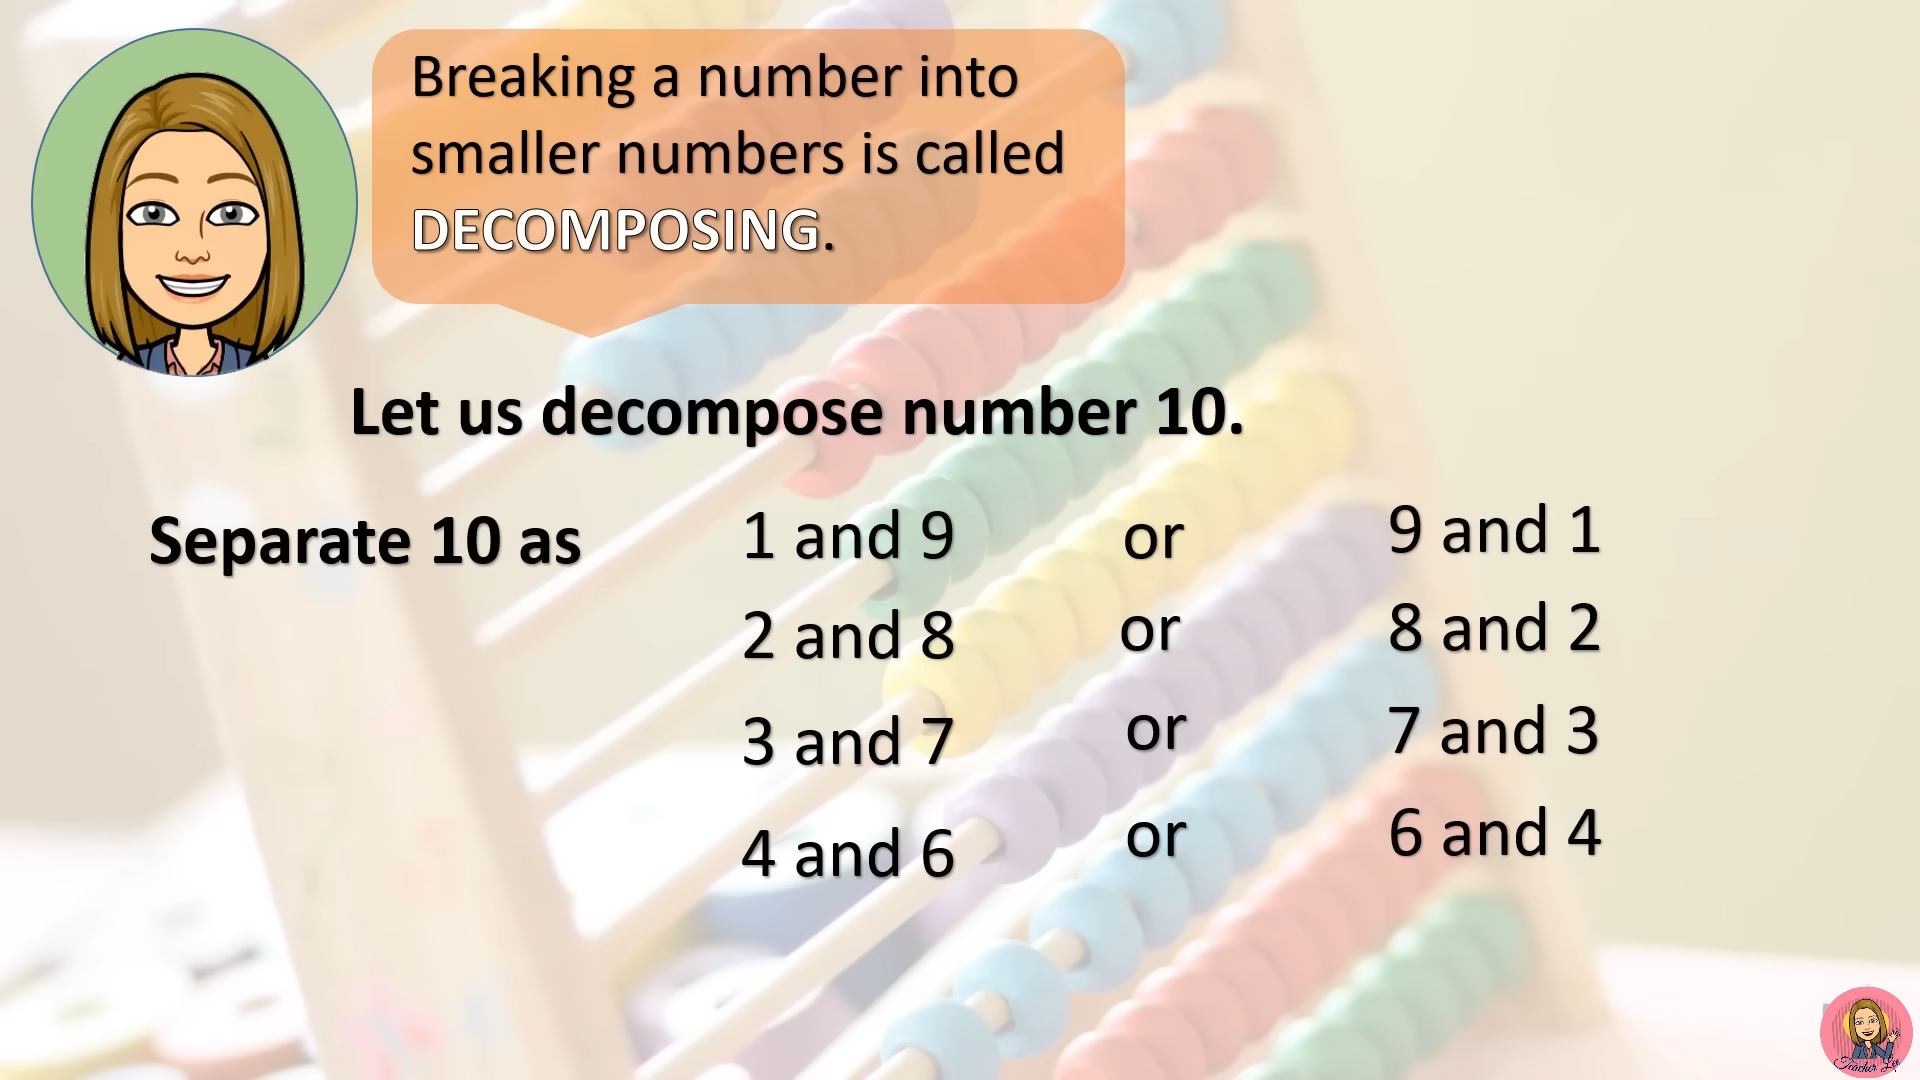 Breaking a number into
smaller numbers is called
DECOMPOSING.
Let us decompose number 10.
Separate 10 as 1 and 9 or 9 and 1
2 and 8 or 8 and 2
3 and 7 or 7 and 3
4 and 6 or 6 and 4
Teacher Lee